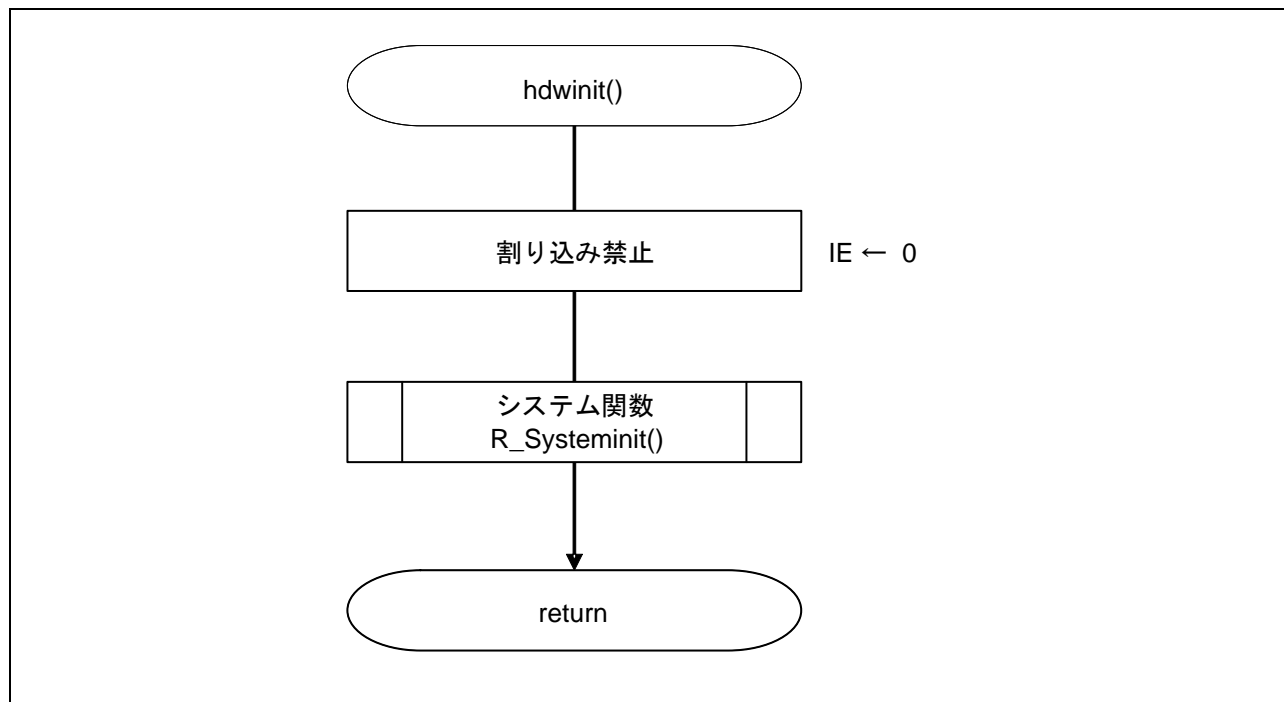 hdwinit()
割り込み禁止
IE ← 0
システム関数
R_Systeminit()
return